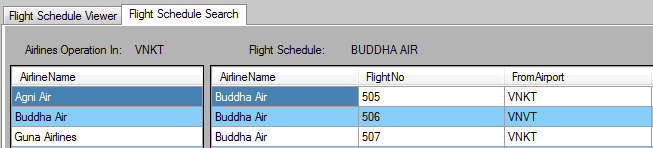 Flight Schedule Viewer Flight Schedule Search
Airlines Operation In: VNKT Flight Schedule: BUDDHA AIR
AirlineName AirlineName FlightNo FromAirport
Agni Air Buddha Air 505 VNKT
Buddha Air Buddha Air 506 VNVT
Guna Airlines Buddha Air 507 VNKT